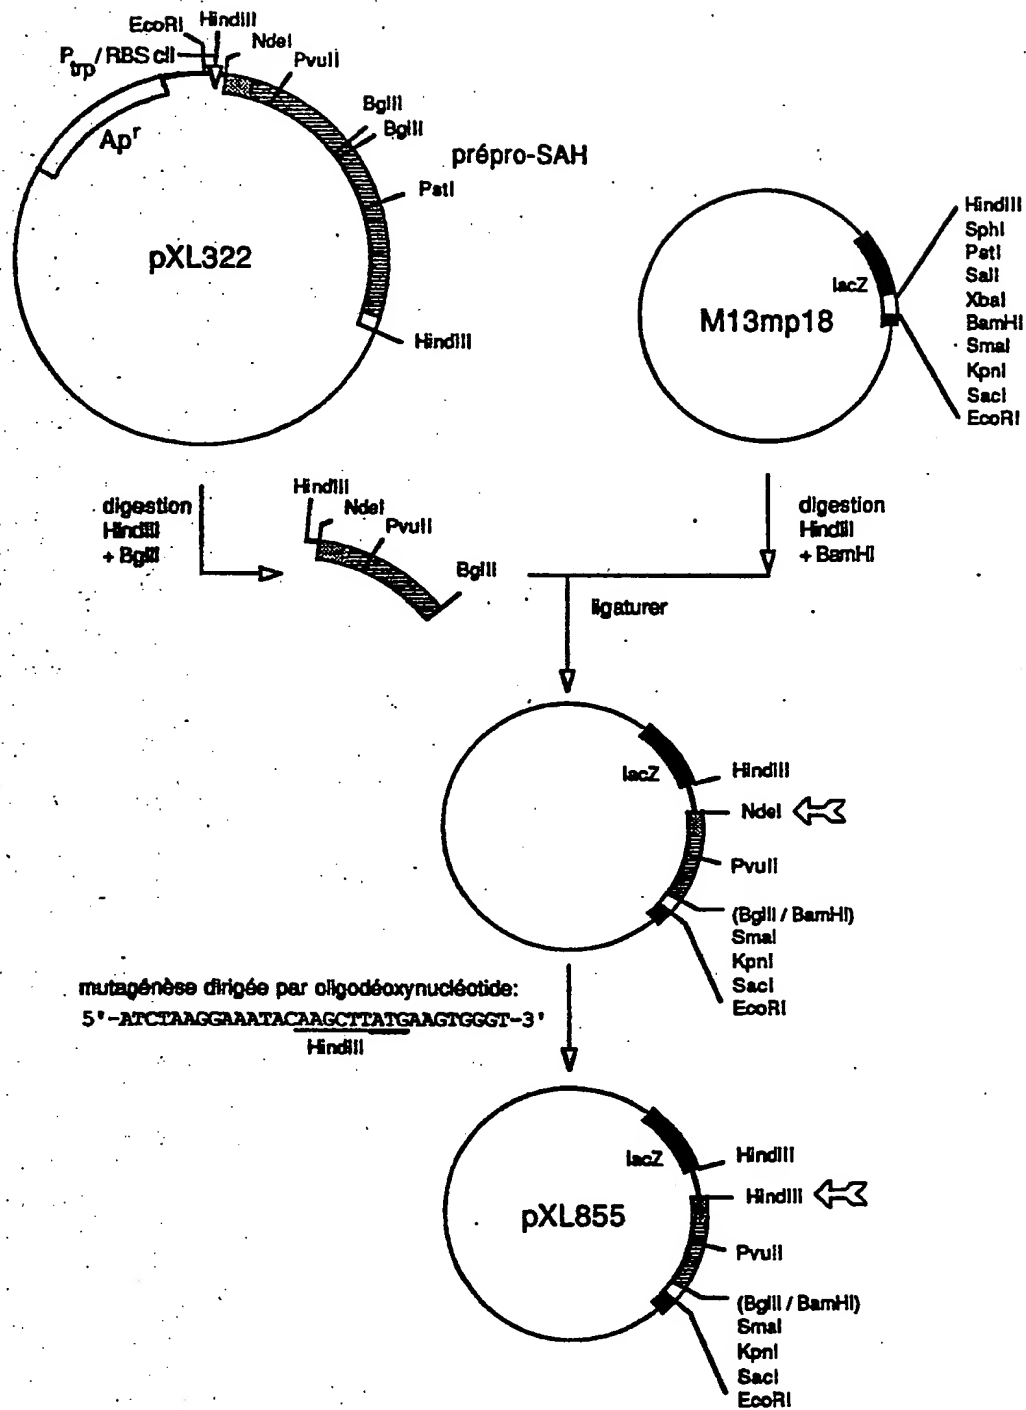 EcoRI
HindIII
P trp / RBS cII
NdeI
PvuII
BglII
BglII
Ap r
prépro-SAH
PstI
pXL322
HindIII
HindIII
SphI
PstI
SalI
XbaI
BamHI
SmaI
KpnI
SacI
EcoRI
lacZ
M13mp18
digestion
HindIII
+ BglII
HindIII
NdeI
PvuII
BglII
digestion
HindIII
+ BamHI
ligaturer
lacZ
HindIII
NdeI
PvuII
(BglII / BamHI)
SmaI
KpnI
SacI
EcoRI
mutagénèse dirigée par oligodéoxynucléotide:
5'-ATCTAAGGAAATACAAGCTTATGAAGTGGGT-3'
HindIII
lacZ
HindIII
HindIII
pXL855
PvuII
(BglII / BamHI)
SmaI
KpnI
SacI
EcoRI